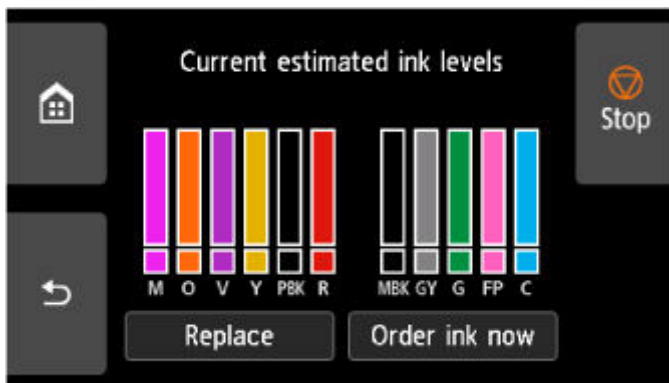 Current estimated ink levels
Stop
M O V Y PBK R MBK GY G FP C
Replace Order ink now